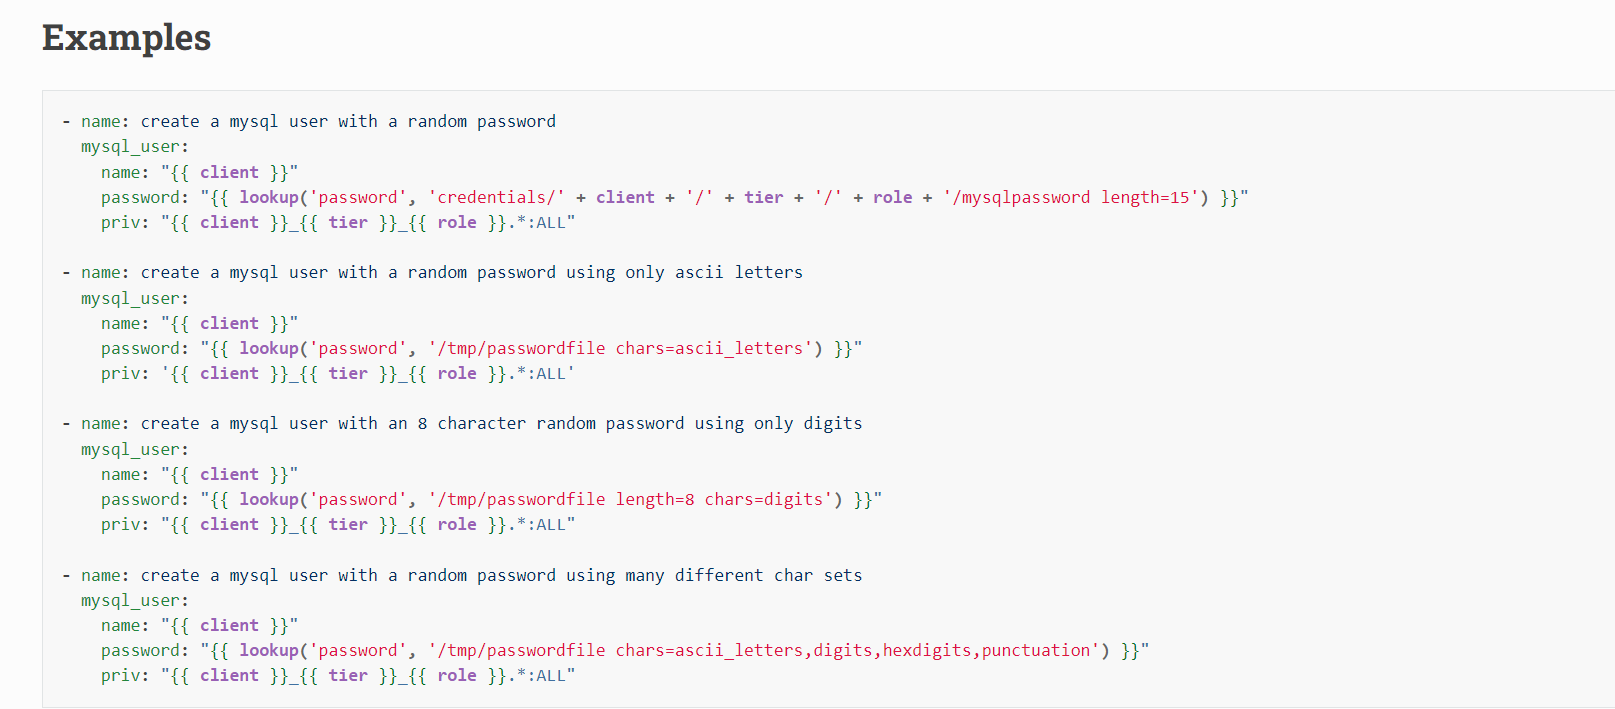 Examples
- name: create a mysql user with a random password
  mysql_user:
    name: "{{ client }}"
    password: "{{ lookup('password', 'credentials/' + client + '/' + tier + '/' + role + '/mysqlpassword length=15') }}"
    priv: "{{ client }}_{{ tier }}_{{ role }}.*:ALL"
- name: create a mysql user with a random password using only ascii letters
  mysql_user:
    name: "{{ client }}"
    password: "{{ lookup('password', '/tmp/passwordfile chars=ascii_letters') }}"
    priv: '{{ client }}_{{ tier }}_{{ role }}.*:ALL'
- name: create a mysql user with an 8 character random password using only digits
  mysql_user:
    name: "{{ client }}"
    password: "{{ lookup('password', '/tmp/passwordfile length=8 chars=digits') }}"
    priv: "{{ client }}_{{ tier }}_{{ role }}.*:ALL"
- name: create a mysql user with a random password using many different char sets
  mysql_user:
    name: "{{ client }}"
    password: "{{ lookup('password', '/tmp/passwordfile chars=ascii_letters,digits,hexdigits,punctuation') }}"
    priv: "{{ client }}_{{ tier }}_{{ role }}.*:ALL"